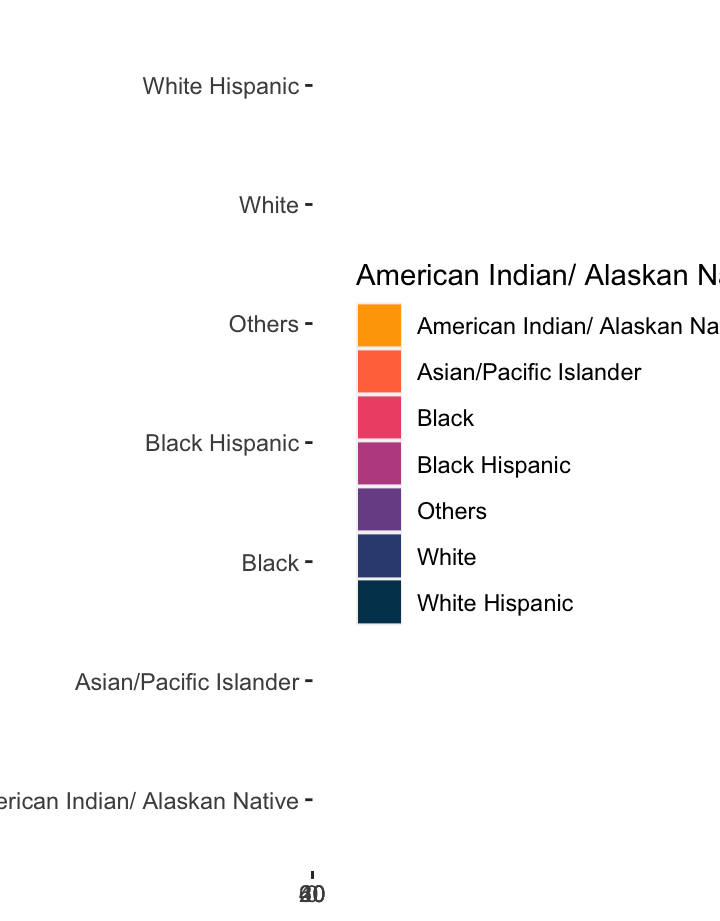 White Hispanic
White
Others
Black Hispanic
Black
Asian/Pacific Islander
erican Indian/ Alaskan Native
American Indian/ Alaskan Na
American Indian/ Alaskan Na
Asian/Pacific Islander
Black
Black Hispanic
Others
White
White Hispanic